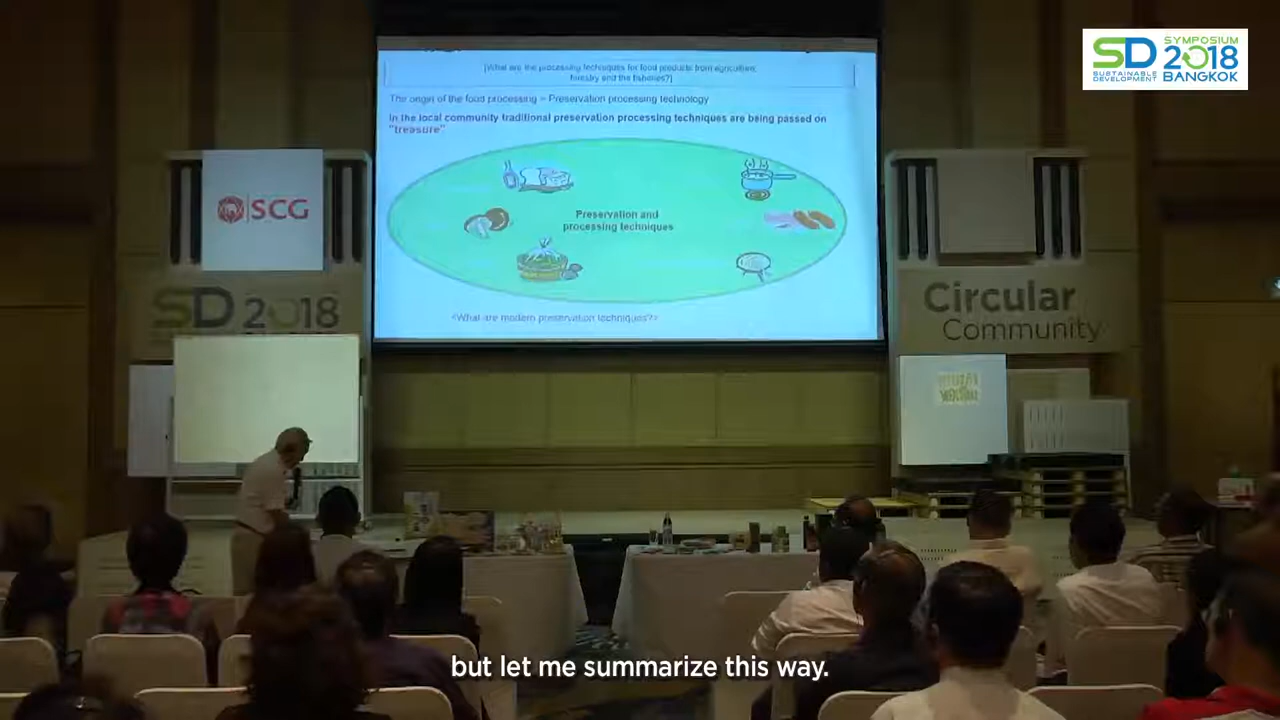 [What are the processing techniques for food products from agriculture,
forestry and the fisheries?]
The origin of the food processing = Preservation processing technology
In the local community traditional preservation processing techniques are being passed on
"treasure"
Preservation and
processing techniques
<What are modern preservation techniques?>
SCG
SD 2018
Circular
Community
SD SYMPOSIUM
2018
SUSTAINABLE
DEVELOPMENT
BANGKOK
but let me summarize this way.